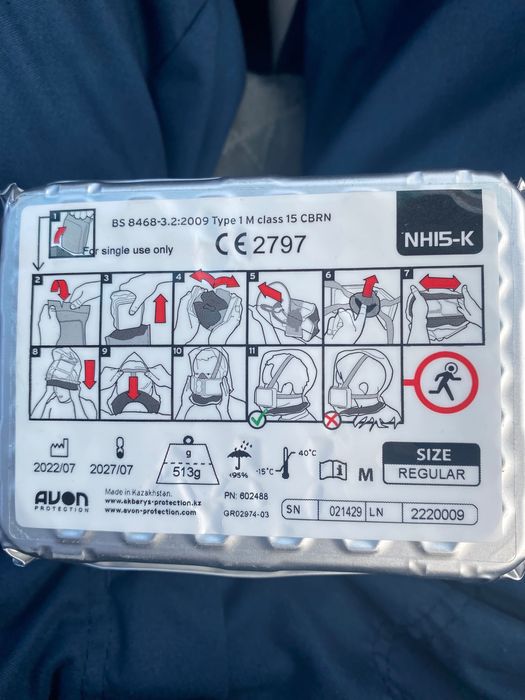 BS 8468-3.2:2009 Type 1 M class 15 CBRN
For single use only
CE 2797
NH15-K
1
2
3
4
5
6
7
8
9
10
11
2022/07
2027/07
g
513g
<95%
-15°C
40°C
i
M
SIZE
REGULAR
AVON
PROTECTION
Made in Kazakhstan.
www.akbarys-protection.kz
www.avon-protection.com
PN: 602488
GR02974-03
SN 021429 LN 2220009